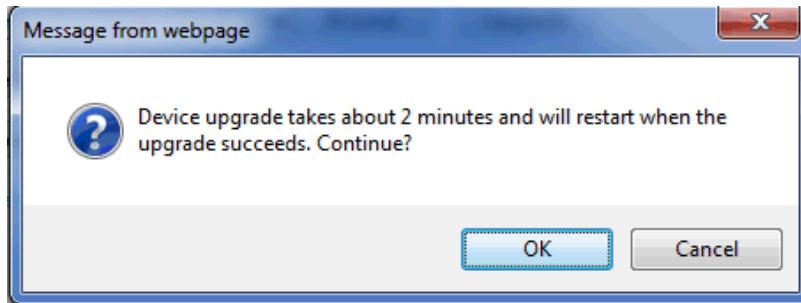 Message from webpage
Device upgrade takes about 2 minutes and will restart when the
upgrade succeeds. Continue?
OK
Cancel